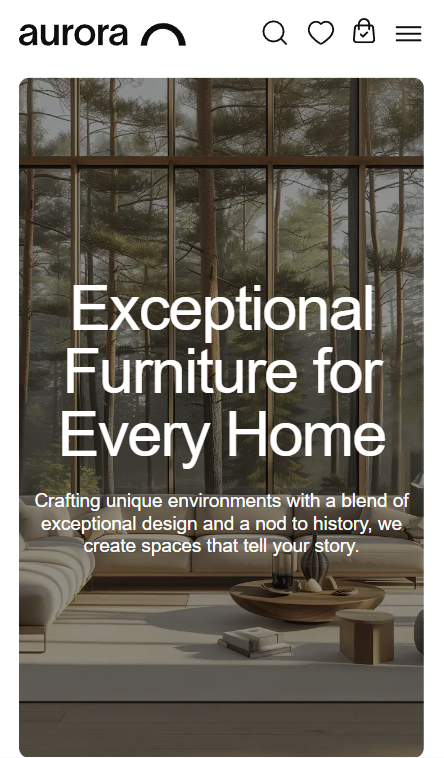 aurora
Exceptional
Furniture for
Every Home
Crafting unique environments with a blend of
exceptional design and a nod to history, we
create spaces that tell your story.